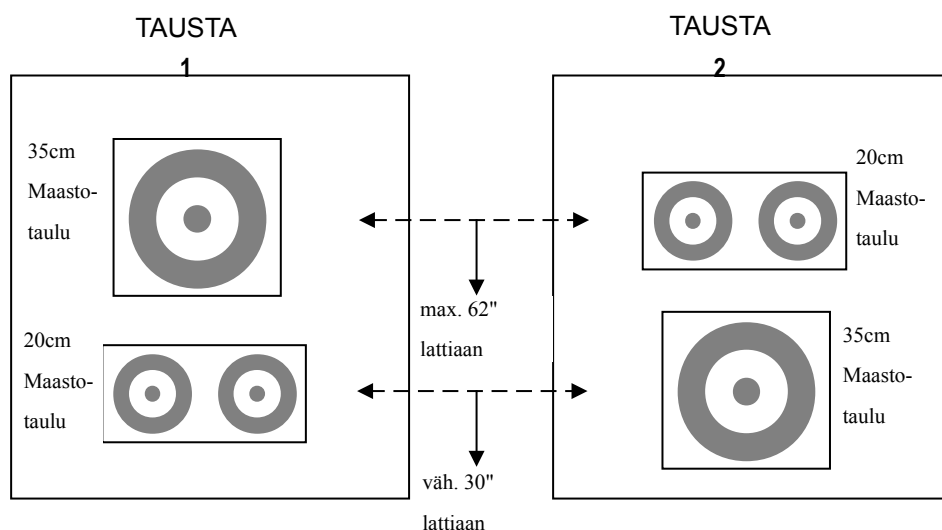 TAUSTA
1
35cm
Maasto-
taulu
20cm
Maasto-
taulu
max. 62"
lattiaan
väh. 30"
lattiaan
TAUSTA
2
20cm
Maasto-
taulu
35cm
Maasto-
taulu